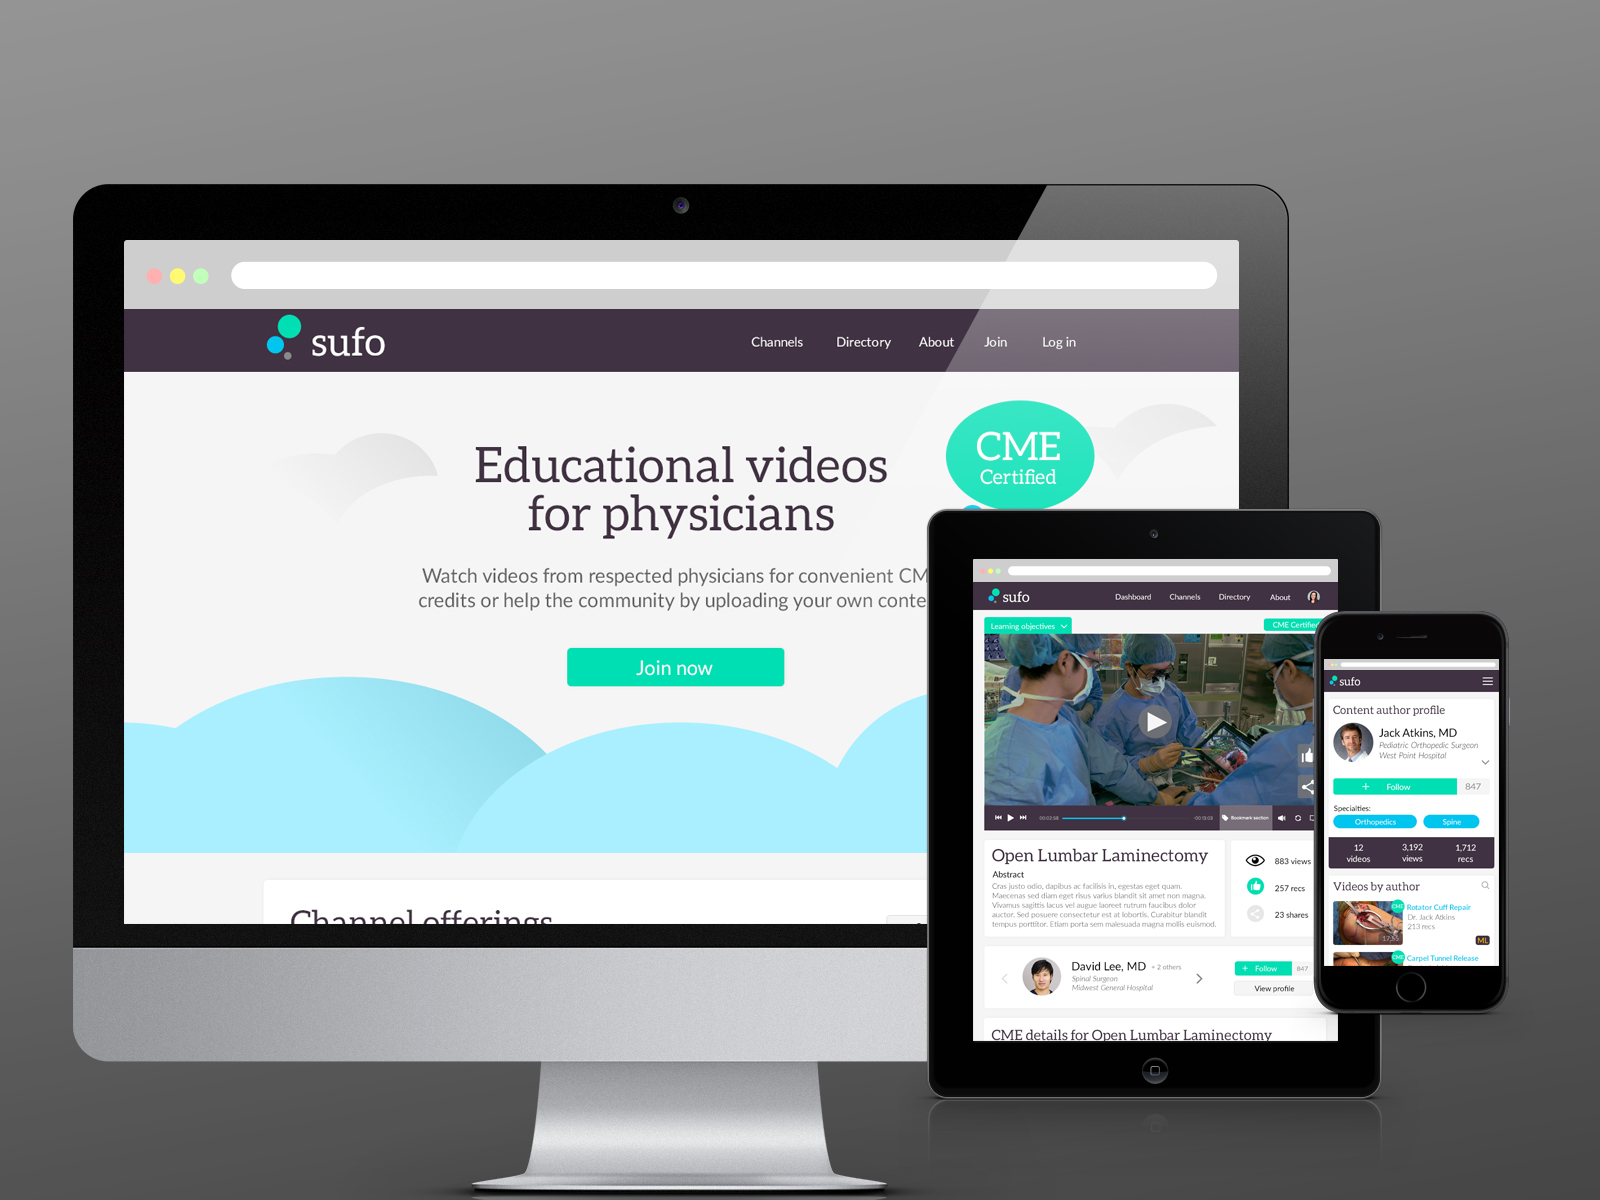 sufo
Channels Directory About Join Log in
CME
Certified
Educational videos
for physicians
Watch videos from respected physicians for convenient CM
credits or help the community by uploading your own conte
Join now
Channel offerings
sufo
Dashboard Channels Directory About
Learning objectives
CME Certified
00:02:58
-00:13:03
Bookmark section
Open Lumbar Laminectomy
Abstract
Cras justo odio, dapibus ac facilisis in, egestas eget quam.
Maecenas sed diam eget risus varius blandit sit amet non magna.
Vivamus sagittis lacus vel augue laoreet rutrum faucibus dolor
auctor. Sed posuere consectetur est at lobortis. Curabitur blandit
tempus porttitor. Etiam porta sem malesuada magna mollis euismod.
883 views
257 recs
23 shares
David Lee, MD + 2 others
Spinal Surgeon
Midwest General Hospital
+ Follow 847
View profile
CME details for Open Lumbar Laminectomy
sufo
Content author profile
Jack Atkins, MD
Pediatric Orthopedic Surgeon
West Point Hospital
+ Follow 847
Specialties:
Orthopedics Spine
12 3,192 1,712
videos views recs
Videos by author
CME
Rotator Cuff Repair
Dr. Jack Atkins
213 recs
17:55
ML
CME
Carpel Tunnel Release